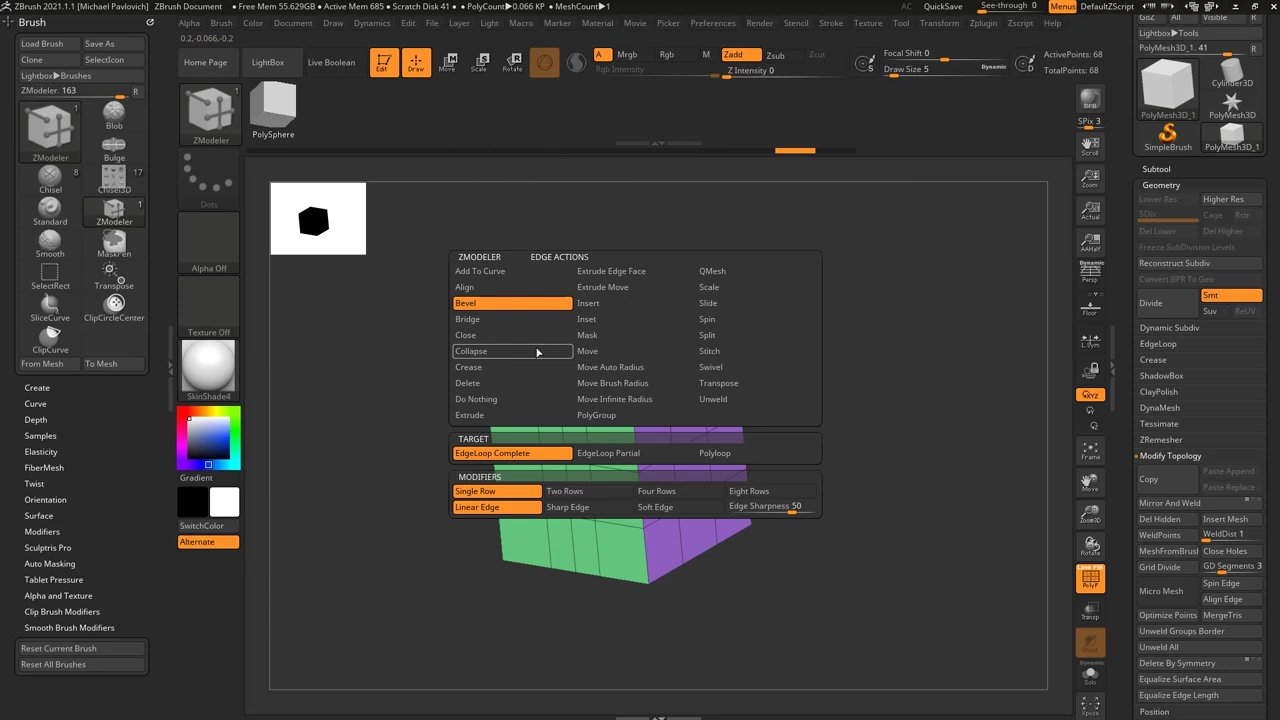 ZBrush 2021.1.1 [Michael Pavlovich] ZBrush Document • Free Mem 55.629GB • Active Mem 685 • Scratch Disk 41 • PolyCount►0.066 KP • MeshCount►1 AC QuickSave See-through 0 Menus DefaultZScript
Brush
Alpha Brush Color Document Draw Dynamics Edit File Layer Light Macro Marker Material Movie Picker Preferences Render Stencil Stroke Texture Tool Transform Zplugin Zscript Help
0.2,-0.066,-0.2
Load Brush Save As
Clone SelectIcon
Lightbox►Brushes
ZModeler. 163 R
1
ZModeler
Blob
Bulge
Chisel 8
Chisel3D 17
Standard
ZModeler 1
Smooth
MaskPen
SelectRect
Transpose
SliceCurve
ClipCircleCenter
ClipCurve
From Mesh To Mesh
Create
Curve
Depth
Samples
Elasticity
FiberMesh
Twist
Orientation
Surface
Modifiers
Sculptris Pro
Auto Masking
Tablet Pressure
Alpha and Texture
Clip Brush Modifiers
Smooth Brush Modifiers
Reset Current Brush
Reset All Brushes
Home Page LightBox Live Boolean
Edit Draw Move Scale Rotate
A Mrgb Rgb M Zadd Zsub Zcut
Rgb Intensity Z Intensity 0
S Focal Shift 0
Draw Size 5 Dynamic
D ActivePoints: 68
TotalPoints: 68
1
ZModeler
PolySphere
Dots
Alpha Off
Texture Off
SkinShade4
Gradient
SwitchColor
Alternate
ZMODELER EDGE ACTIONS
Add To Curve Extrude Edge Face QMesh
Align Extrude Move Scale
Bevel Insert Slide
Bridge Inset Spin
Close Mask Split
Collapse Move Stitch
Crease Move Auto Radius Swivel
Delete Move Brush Radius Transpose
Do Nothing Move Infinite Radius Unweld
Extrude PolyGroup
TARGET
EdgeLoop Complete EdgeLoop Partial Polyloop
MODIFIERS
Single Row Two Rows Four Rows Eight Rows
Linear Edge Sharp Edge Soft Edge Edge Sharpness 50
BPR
SPix 3
Scroll
Zoom
Actual
AAHalf
Dynamic
Persp
Floor
L.Sym
XYZ
Frame
Move
Zoom3D
Rotate
Line Fill
PolyF
Transp
Dynamic
Solo
Xpose
GoZ All Visible R
Lightbox►Tools
PolyMesh3D_1. 41 R
PolyMesh3D_1
Cylinder3D
PolyMesh3D
SimpleBrush
PolyMesh3D_1
Subtool
Geometry
Lower Res Higher Res
SDiv Cage Rstr
Del Lower Del Higher
Freeze SubDivision Levels
Reconstruct Subdiv
Convert BPR To Geo
Divide Smt
Suv ReUV
Dynamic Subdiv
EdgeLoop
Crease
ShadowBox
ClayPolish
DynaMesh
Tessimate
ZRemesher
Modify Topology
Copy Paste Append
Paste Replace
Mirror And Weld
Del Hidden Insert Mesh
WeldPoints WeldDist 1
MeshFromBrush Close Holes
Grid Divide GD Segments 3
Micro Mesh Spin Edge
Align Edge
Optimize Points MergeTris
Unweld Groups Border
Unweld All
Delete By Symmetry
Equalize Surface Area
Equalize Edge Length
Position